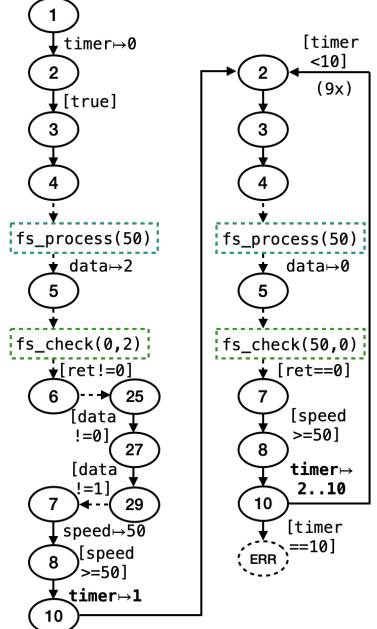 1
timer↦0
2
[true]
3
4
fs_process(50)
data↦2
5
fs_check(0,2)
[ret!=0]
6
25
[data
!=0]
27
[data
!=1]
7
29
speed↦50
8
[speed
>=50]
timer↦1
10
[timer
<10]
2
(9x)
3
4
fs_process(50)
data↦0
5
fs_check(50,0)
[ret==0]
7
[speed
>=50]
8
timer↦
2..10
10
[timer
==10]
ERR